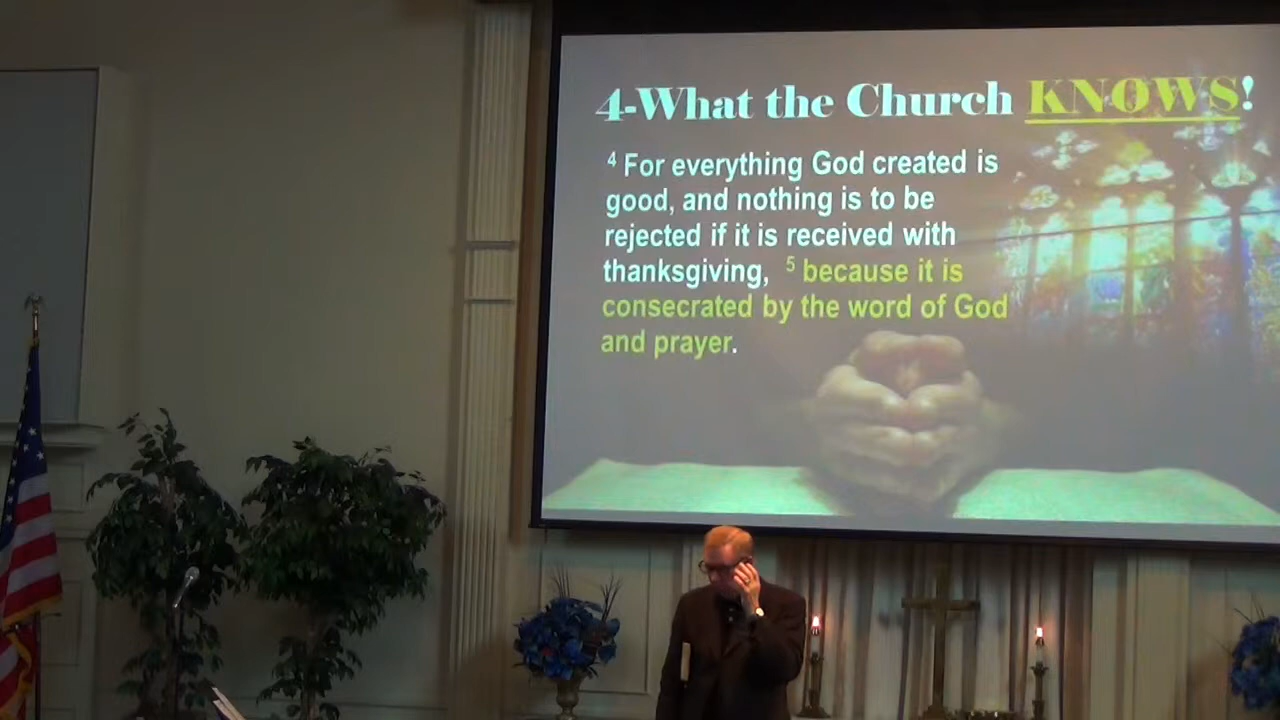 4-What the Church KNOWS!
4 For everything God created is
good, and nothing is to be
rejected if it is received with
thanksgiving, 5 because it is
consecrated by the word of God
and prayer.